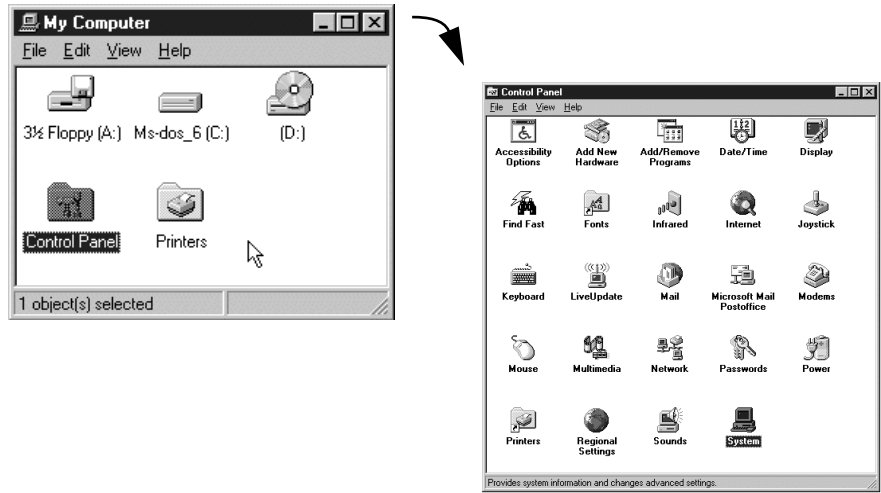 My Computer
File Edit View Help
3½ Floppy (A:) Ms-dos_6 (C:) (D:)
Control Panel Printers
1 object(s) selected
Control Panel
File Edit View Help
Accessibility Options
Add New Hardware
Add/Remove Programs
Date/Time
Display
Find Fast
Fonts
Infrared
Internet
Joystick
Keyboard
LiveUpdate
Mail
Microsoft Mail Postoffice
Modems
Mouse
Multimedia
Network
Passwords
Power
Printers
Regional Settings
Sounds
System
Provides system information and changes advanced settings.